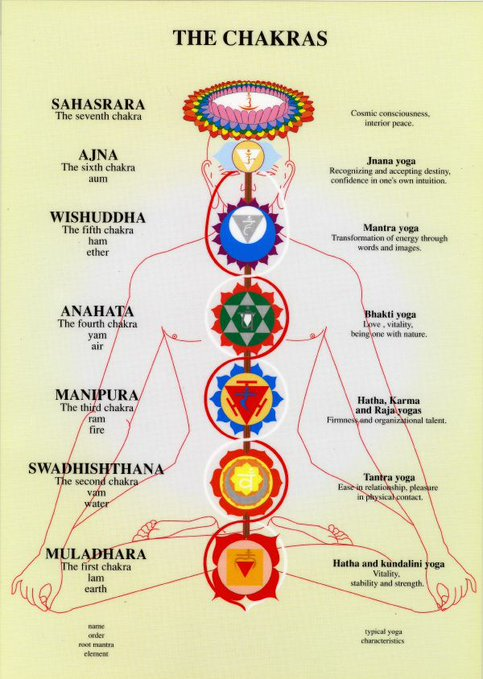 THE CHAKRAS
SAHASRARA
The seventh chakra
Cosmic consciousness,
interior peace.
AJNA
The sixth chakra
aum
Jnana yoga
Recognizing and accepting destiny,
confidence in one's own intuition.
WISHUDDHA
The fifth chakra
ham
ether
Mantra yoga
Transformation of energy through
words and images.
ANAHATA
The fourth chakra
yam
air
Bhakti yoga
Love , vitality,
being one with nature.
MANIPURA
The third chakra
ram
fire
Hatha, Karma
and Raja yogas
Firmness and organizational talent.
SWADHISHTHANA
The second chakra
vam
water
वं
Tantra yoga
Ease in relationship, pleasure
in physical contact.
MULADHARA
The first chakra
lam
earth
Hatha and kundalini yoga
Vitality,
stability and strength.
name
order
root mantra
element
typical yoga
characteristics